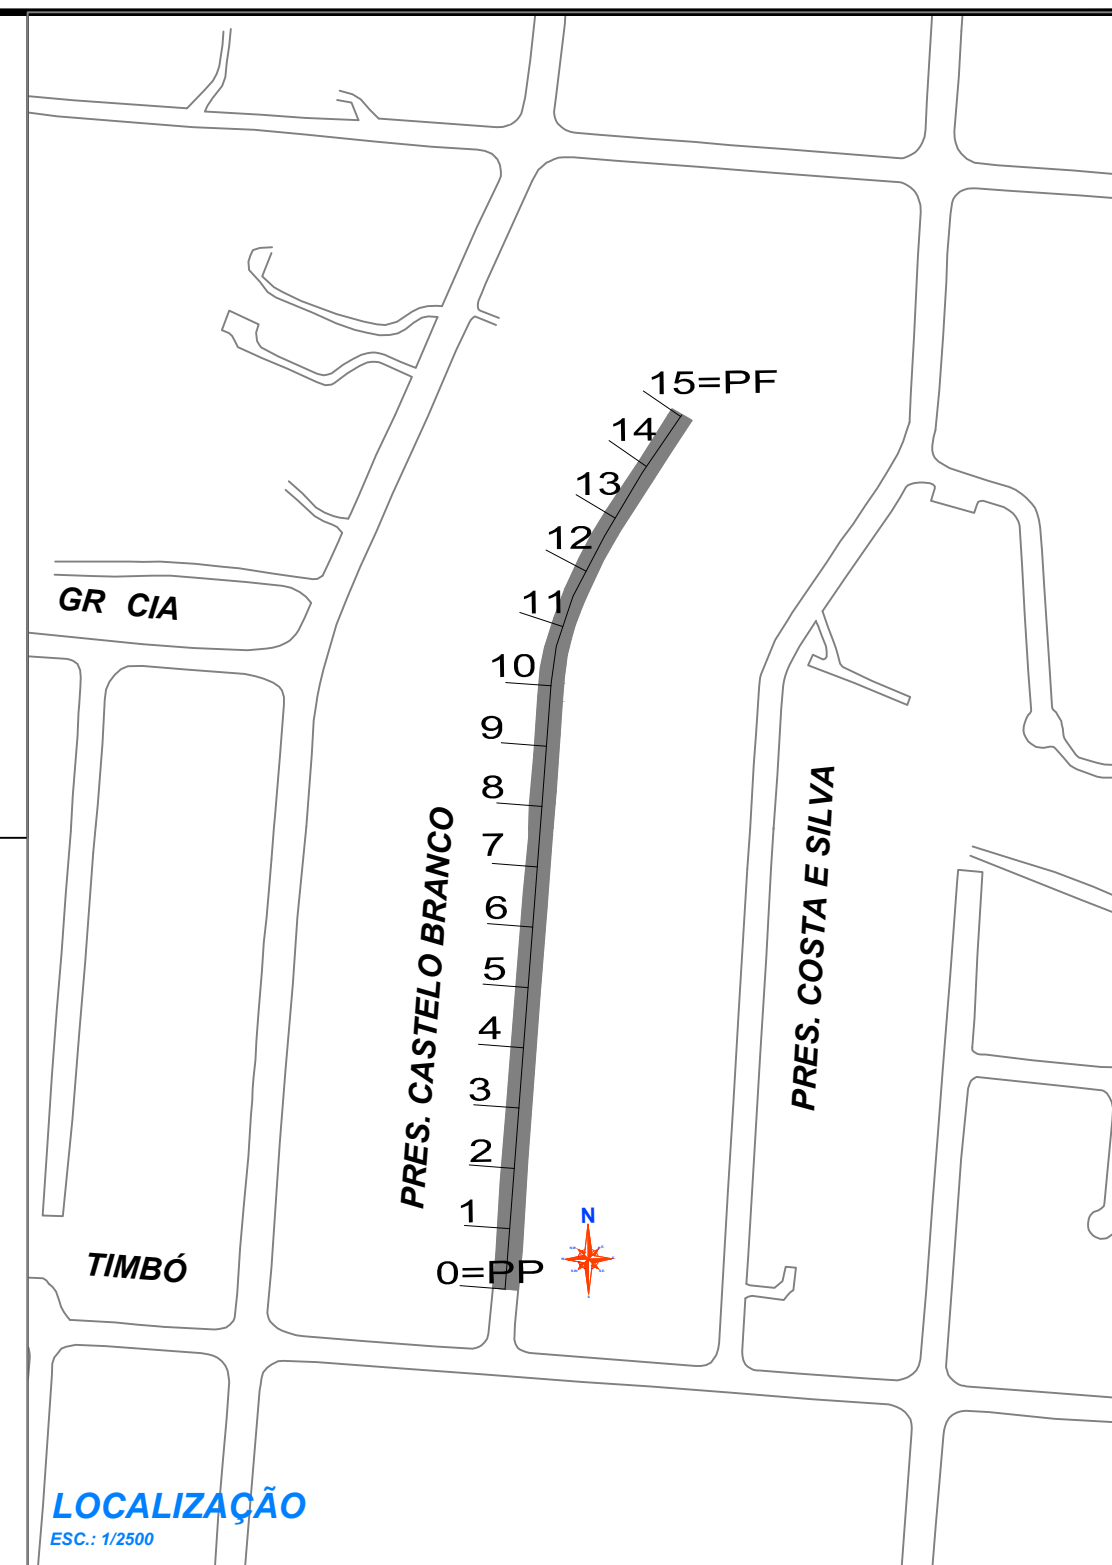 15=PF
14
13
12
11
10
9
8
7
6
5
4
3
2
1
0=PP
GR CIA
PRES. CASTELO BRANCO
PRES. COSTA E SILVA
TIMBÓ
N
LOCALIZAÇÃO
ESC.: 1/2500